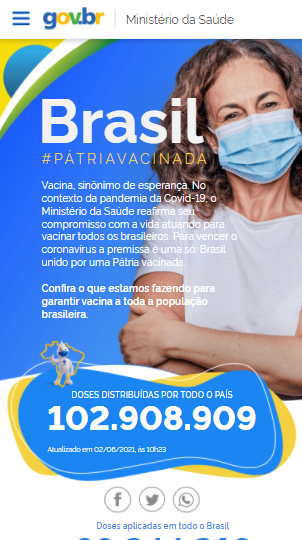 gov.br Ministério da Saúde
Brasil
#PÁTRIAVACINADA
Vacina, sinônimo de esperança. No
contexto da pandemia da Covid-19, o
Ministério da Saúde reafirma seu
compromisso com a vida atuando para
vacinar todos os brasileiros. Para vencer o
coronavírus a premissa é uma só: Brasil
unido por uma Pátria vacinada.
Confira o que estamos fazendo para
garantir vacina a toda a população
brasileira.
DOSES DISTRIBUÍDAS POR TODO O PAÍS
102.908.909
Atualizado em 02/06/2021, às 10h23
Doses aplicadas em todo o Brasil